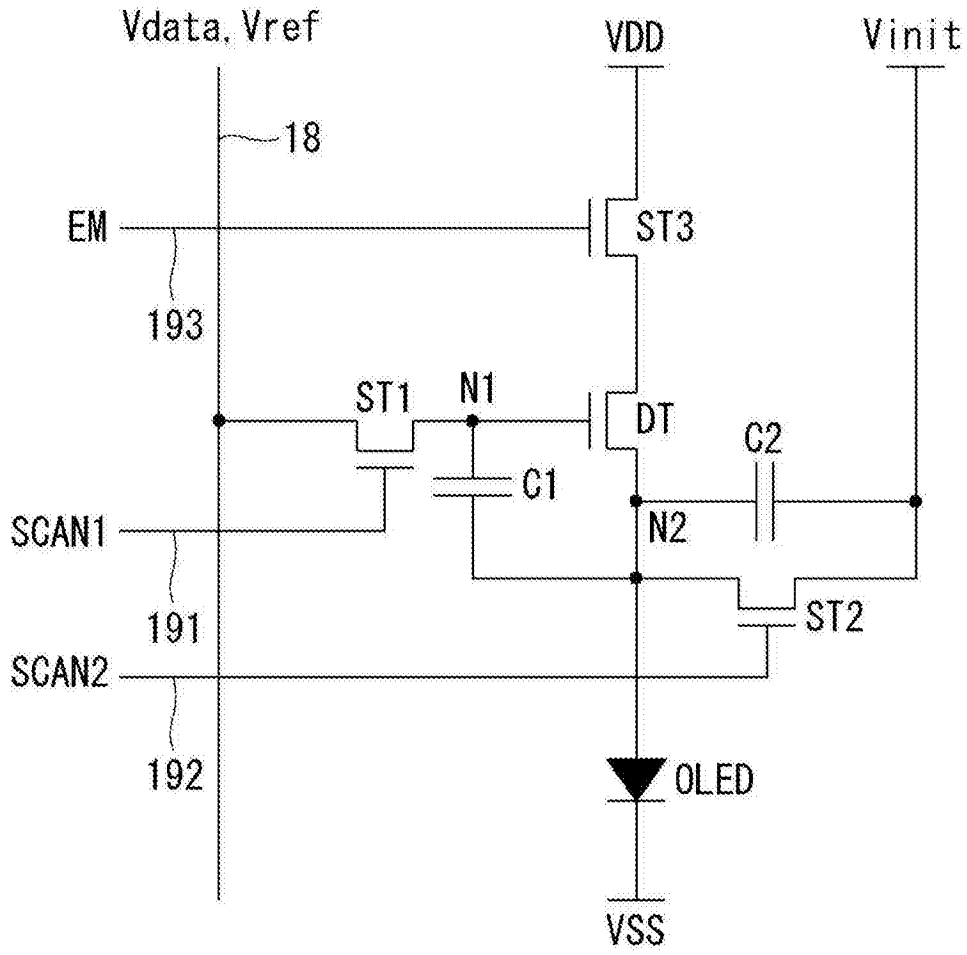 Vdata, Vref
VDD
Vinit
18
EM
ST3
193
ST1
N1
DT
C2
C1
SCAN1
N2
191
ST2
SCAN2
192
OLED
VSS